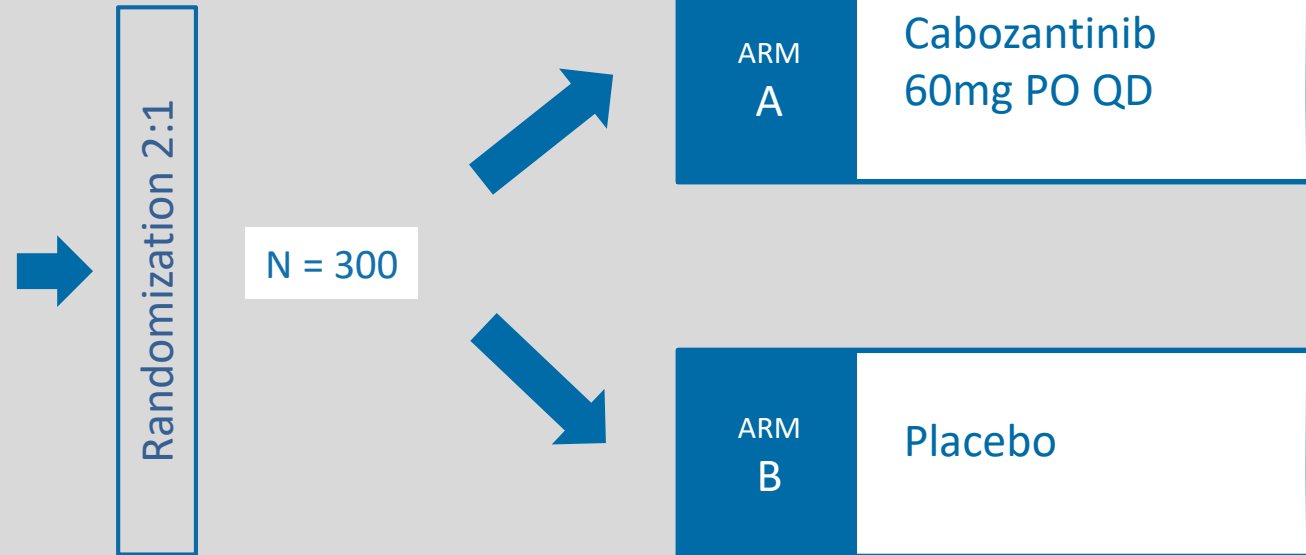 Randomization 2:1
N = 300
ARM
A
Cabozantinib
60mg PO QD
ARM
B
Placebo